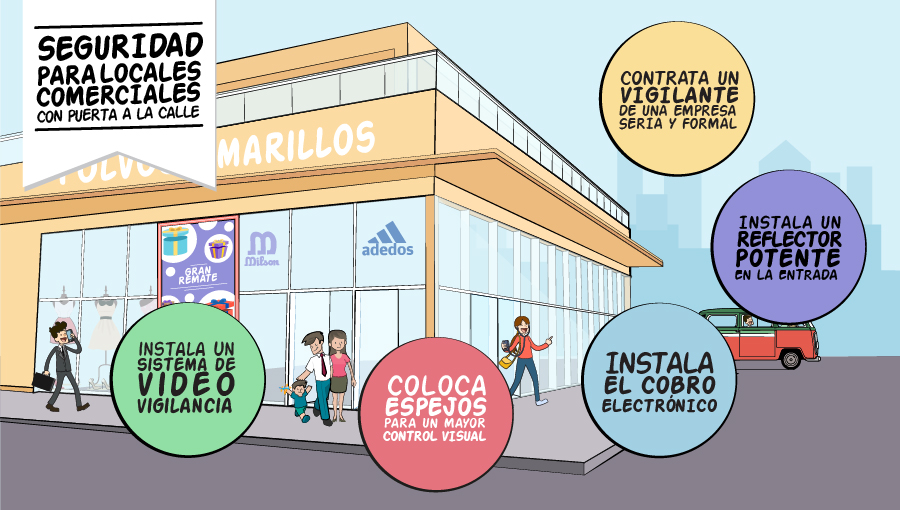 SEGURIDAD
PARA LOCALES
COMERCIALES
CON PUERTA A LA CALLE
MARILLOS
GRAN
REMATE
m
Milson
adedos
CONTRATA UN
VIGILANTE
DE UNA EMPRESA
SERIA Y FORMAL
INSTALA UN
REFLECTOR
POTENTE
EN LA ENTRADA
INSTALA UN
SISTEMA DE
VIDEO
VIGILANCIA
COLOCA
ESPEJOS
PARA UN MAYOR
CONTROL VISUAL
INSTALA
EL COBRO
ELECTRÓNICO